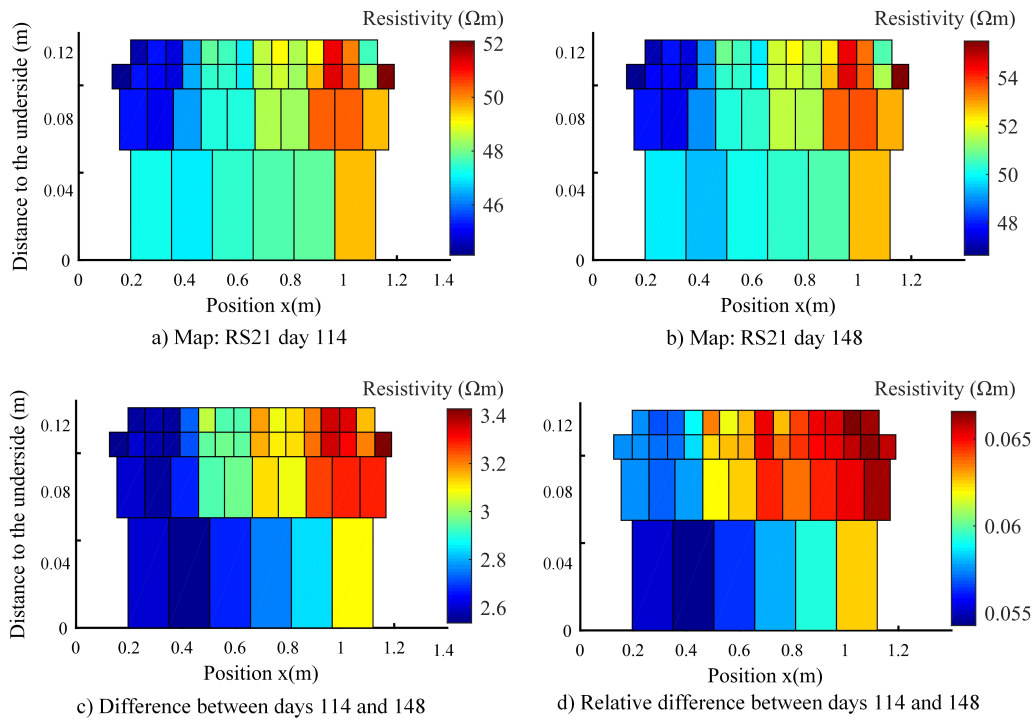 Resistivity (Ωm)
Distance to the underside (m)
0.12
0.08
0.04
0
0 0.2 0.4 0.6 0.8 1 1.2 1.4
52
50
48
46
Position x(m)
a) Map: RS21 day 114
Resistivity (Ωm)
0.12
0.08
0.04
0
0 0.2 0.4 0.6 0.8 1 1.2
54
52
50
48
Position x(m)
b) Map: RS21 day 148
Resistivity (Ωm)
Distance to the underside (m)
0.12
0.08
0.04
0
0 0.2 0.4 0.6 0.8 1 1.2 1.4
3.4
3.2
3
2.8
2.6
Position x(m)
c) Difference between days 114 and 148
Resistivity (Ωm)
0.12
0.08
0.04
0
0 0.2 0.4 0.6 0.8 1 1.2
0.065
0.06
0.055
Position x(m)
d) Relative difference between days 114 and 148